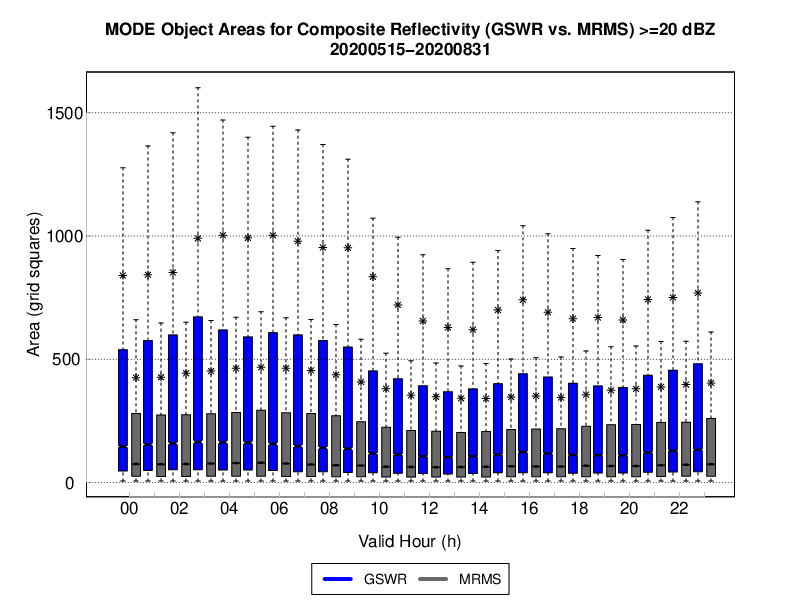 MODE Object Areas for Composite Reflectivity (GSWR vs. MRMS) >=20 dBZ
20200515−20200831
Area (grid squares)
1500
1000
500
0
00 02 04 06 08 10 12 14 16 18 20 22
Valid Hour (h)
GSWR MRMS